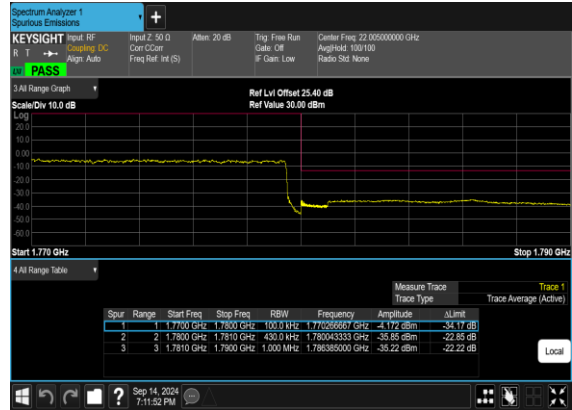 Spectrum Analyzer 1
Spurious Emissions
+
KEYSIGHT Input: RF Input Z: 50 Ω Atten: 20 dB Trig: Free Run Center Freq: 22.005000000 GHz
R T Coupling: DC Corr CCorr Gate: Off Avg|Hold: 100/100
Align: Auto Freq Ref: Int (S) IF Gain: Low Radio Std: None
PASS
3 All Range Graph
Ref Lvl Offset 25.40 dB
Scale/Div 10.0 dB Ref Value 30.00 dBm
Log
20.0
10.0
0.00
-10.0
-20.0
-30.0
-40.0
-50.0
-60.0
Start 1.770 GHz Stop 1.790 GHz
4 All Range Table
Measure Trace Trace 1
Trace Type Trace Average (Active)
Spur Range Start Freq Stop Freq RBW Frequency Amplitude ΔLimit
1 1 1.7700 GHz 1.7800 GHz 100.0 kHz 1.770266667 GHz -4.172 dBm -34.17 dB
2 2 1.7800 GHz 1.7810 GHz 430.0 kHz 1.780043333 GHz -35.85 dBm -22.85 dB
3 3 1.7810 GHz 1.7900 GHz 1.000 MHz 1.786385000 GHz -35.22 dBm -22.22 dB
Local
? Sep 14, 2024
7:11:52 PM